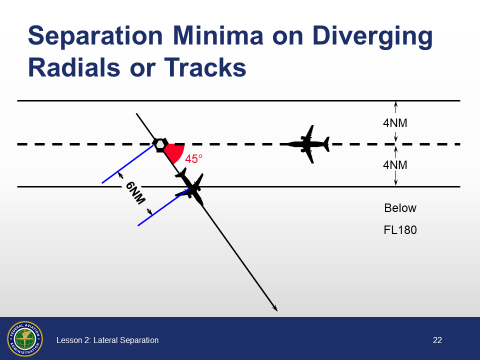 Separation Minima on Diverging
Radials or Tracks
4NM
45°
4NM
6NM
Below
FL180
Lesson 2: Lateral Separation
22